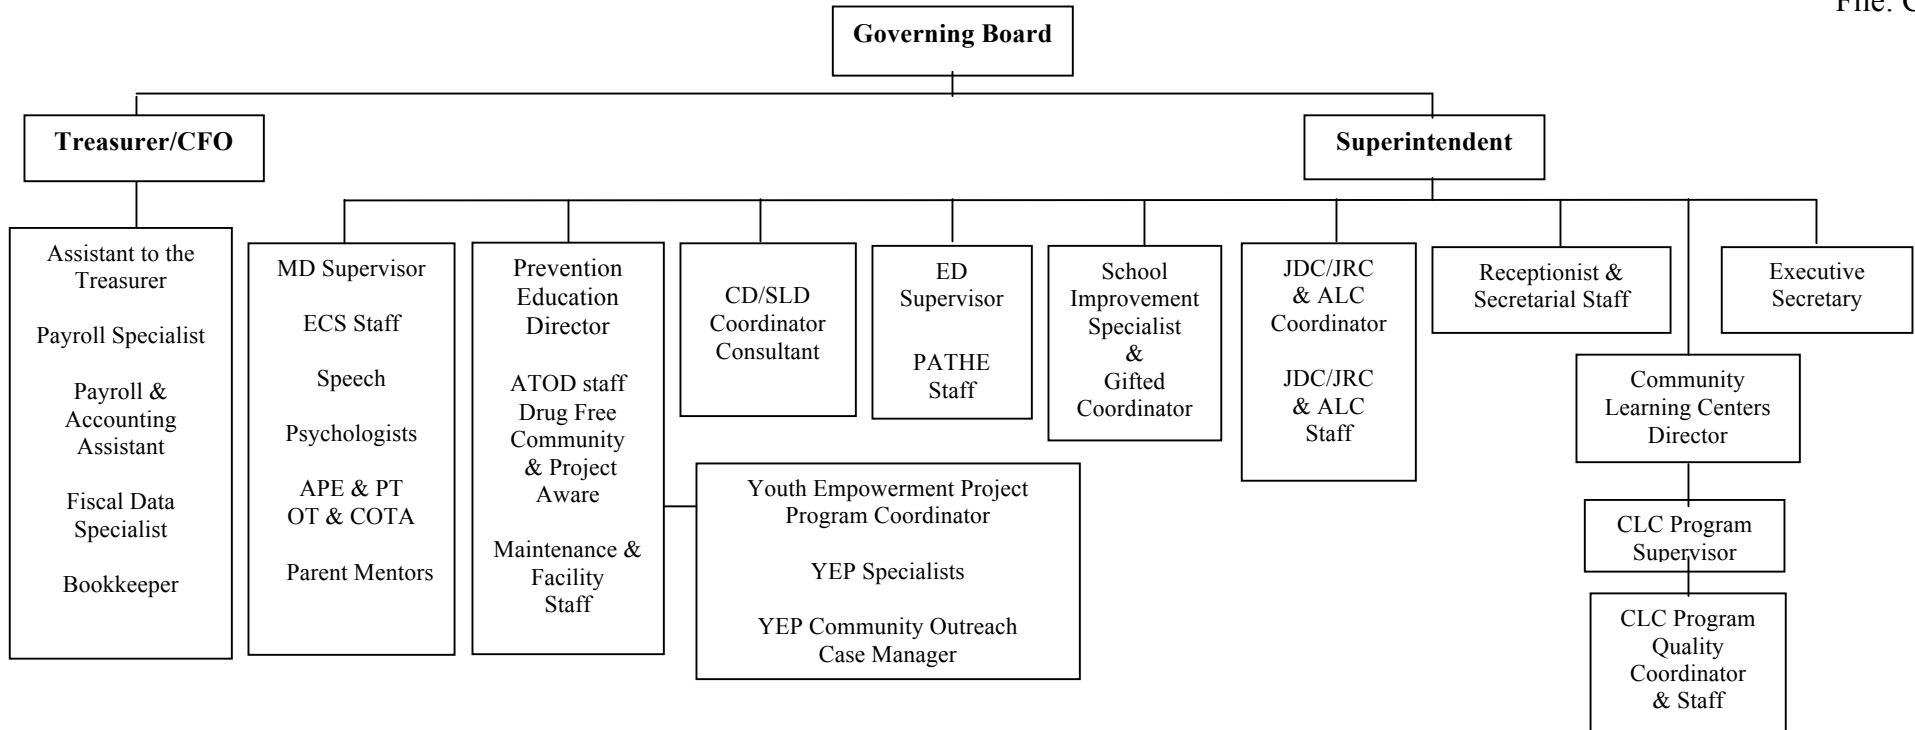 File: C
Governing Board
Treasurer/CFO
Superintendent
Assistant to the
Treasurer
Payroll Specialist
Payroll &
Accounting
Assistant
Fiscal Data
Specialist
Bookkeeper
MD Supervisor
ECS Staff
Speech
Psychologists
APE & PT
OT & COTA
Parent Mentors
Prevention
Education
Director
ATOD staff
Drug Free
Community
& Project
Aware
Maintenance &
Facility
Staff
Youth Empowerment Project
Program Coordinator
YEP Specialists
YEP Community Outreach
Case Manager
CD/SLD
Coordinator
Consultant
ED
Supervisor
PATHE
Staff
School
Improvement
Specialist
&
Gifted
Coordinator
JDC/JRC
& ALC
Coordinator
JDC/JRC
& ALC
Staff
Receptionist &
Secretarial Staff
Community
Learning Centers
Director
CLC Program
Supervisor
CLC Program
Quality
Coordinator
& Staff
Executive
Secretary